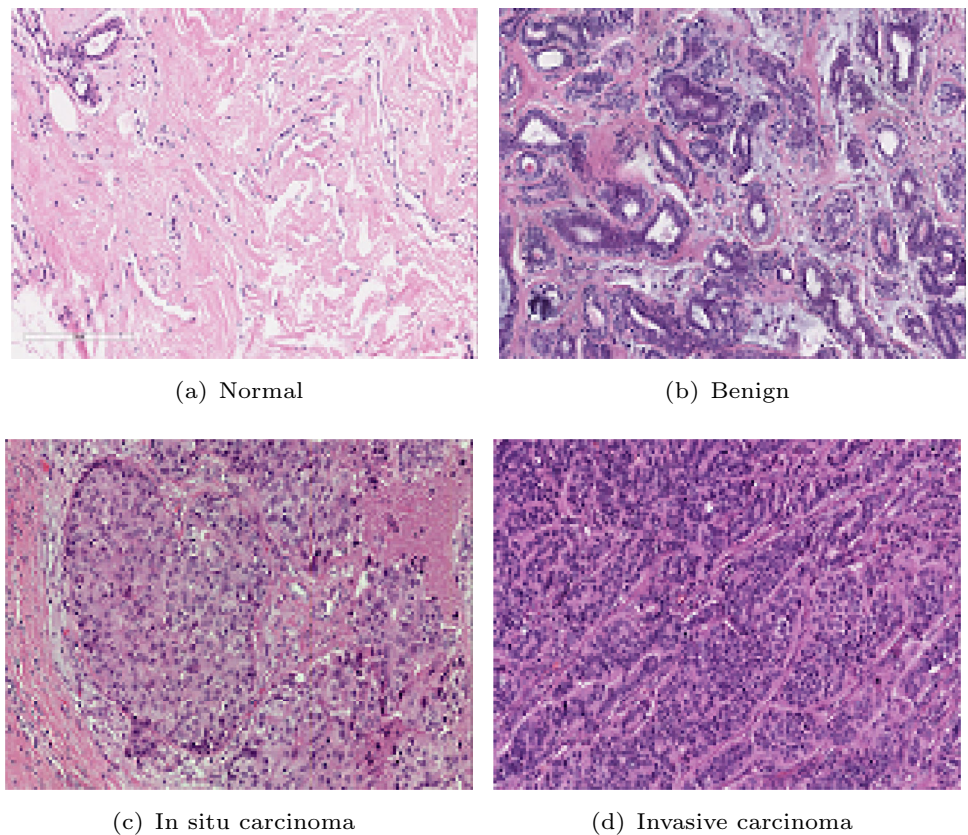 (a) Normal
(b) Benign
(c) In situ carcinoma
(d) Invasive carcinoma